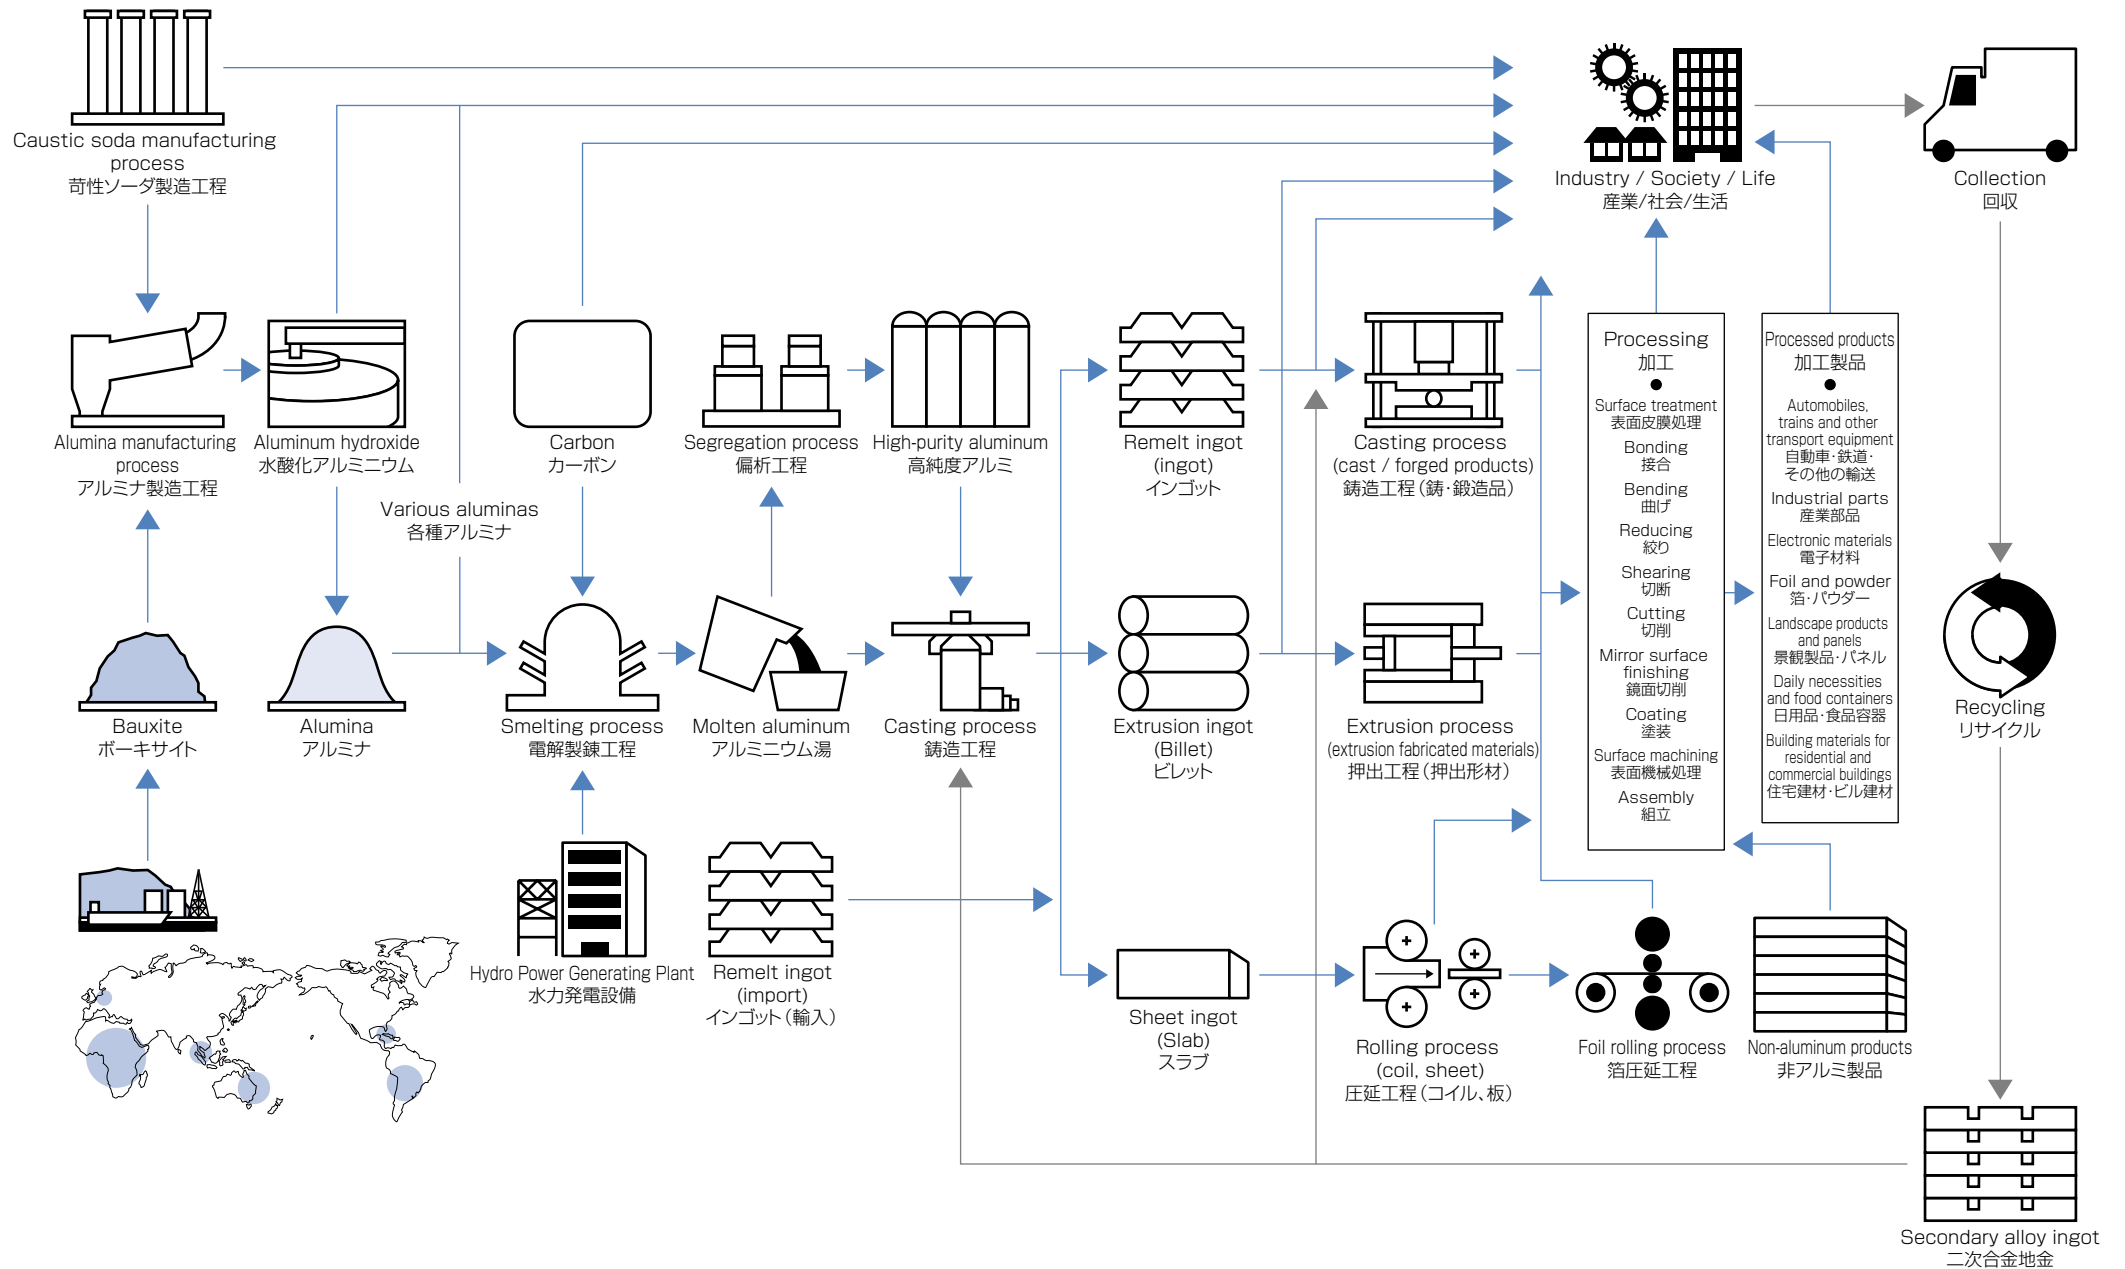 Caustic soda manufacturing
process
苛性ソーダ製造工程
Industry / Society / Life
産業/社会/生活
Collection
回収
Alumina manufacturing
process
アルミナ製造工程
Aluminum hydroxide
水酸化アルミニウム
Various aluminas
各種アルミナ
Carbon
カーボン
Segregation process
偏析工程
High-purity aluminum
高純度アルミ
Remelt ingot
(ingot)
インゴット
Casting process
(cast / forged products)
鋳造工程（鋳・鍛造品）
Processing
加工
●
Surface treatment
表面皮膜処理
Bonding
接合
Bending
曲げ
Reducing
絞り
Shearing
切断
Cutting
切削
Mirror surface
finishing
鏡面切削
Coating
塗装
Surface machining
表面機械処理
Assembly
組立
Processed products
加工製品
●
Automobiles,
trains and other
transport equipment
自動車・鉄道・
その他の輸送
Industrial parts
産業部品
Electronic materials
電子材料
Foil and powder
箔・パウダー
Landscape products
and panels
景観製品・パネル
Daily necessities
and food containers
日用品・食品容器
Building materials for
residential and
commercial buildings
住宅建材・ビル建材
Bauxite
ボーキサイト
Alumina
アルミナ
Smelting process
電解製錬工程
Molten aluminum
アルミニウム湯
Casting process
鋳造工程
Extrusion ingot
(Billet)
ビレット
Extrusion process
(extrusion fabricated materials)
押出工程（押出形材）
Recycling
リサイクル
Hydro Power Generating Plant
水力発電設備
Remelt ingot
(import)
インゴット（輸入）
Sheet ingot
(Slab)
スラブ
Rolling process
(coil, sheet)
圧延工程（コイル、板）
Foil rolling process
箔圧延工程
Non-aluminum products
非アルミ製品
Secondary alloy ingot
二次合金地金